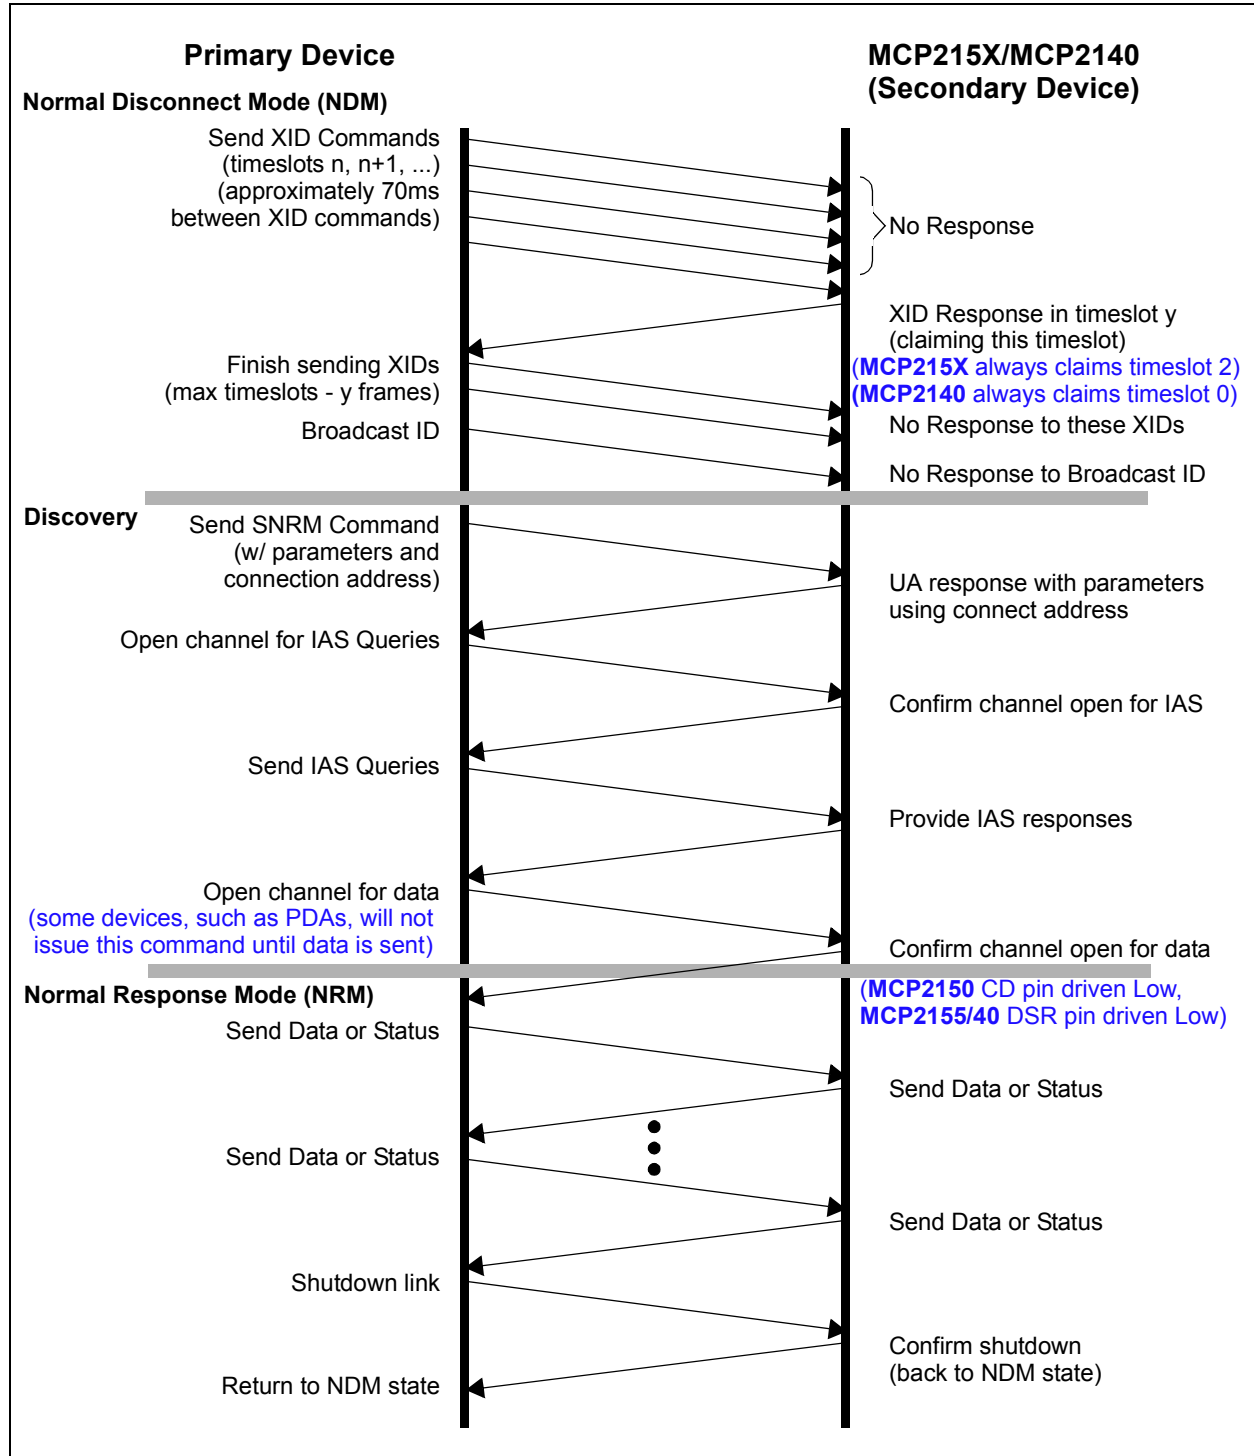 Primary Device
MCP215X/MCP2140
(Secondary Device)
Normal Disconnect Mode (NDM)
Send XID Commands
(timeslots n, n+1, ...)
(approximately 70ms
between XID commands)
No Response
XID Response in timeslot y
(claiming this timeslot)
(MCP215X always claims timeslot 2)
(MCP2140 always claims timeslot 0)
Finish sending XIDs
(max timeslots - y frames)
No Response to these XIDs
Broadcast ID
No Response to Broadcast ID
Discovery
Send SNRM Command
(w/ parameters and
connection address)
UA response with parameters
using connect address
Open channel for IAS Queries
Confirm channel open for IAS
Send IAS Queries
Provide IAS responses
Open channel for data
(some devices, such as PDAs, will not
issue this command until data is sent)
Confirm channel open for data
(MCP2150 CD pin driven Low,
MCP2155/40 DSR pin driven Low)
Normal Response Mode (NRM)
Send Data or Status
Send Data or Status
Send Data or Status
Send Data or Status
Shutdown link
Confirm shutdown
(back to NDM state)
Return to NDM state